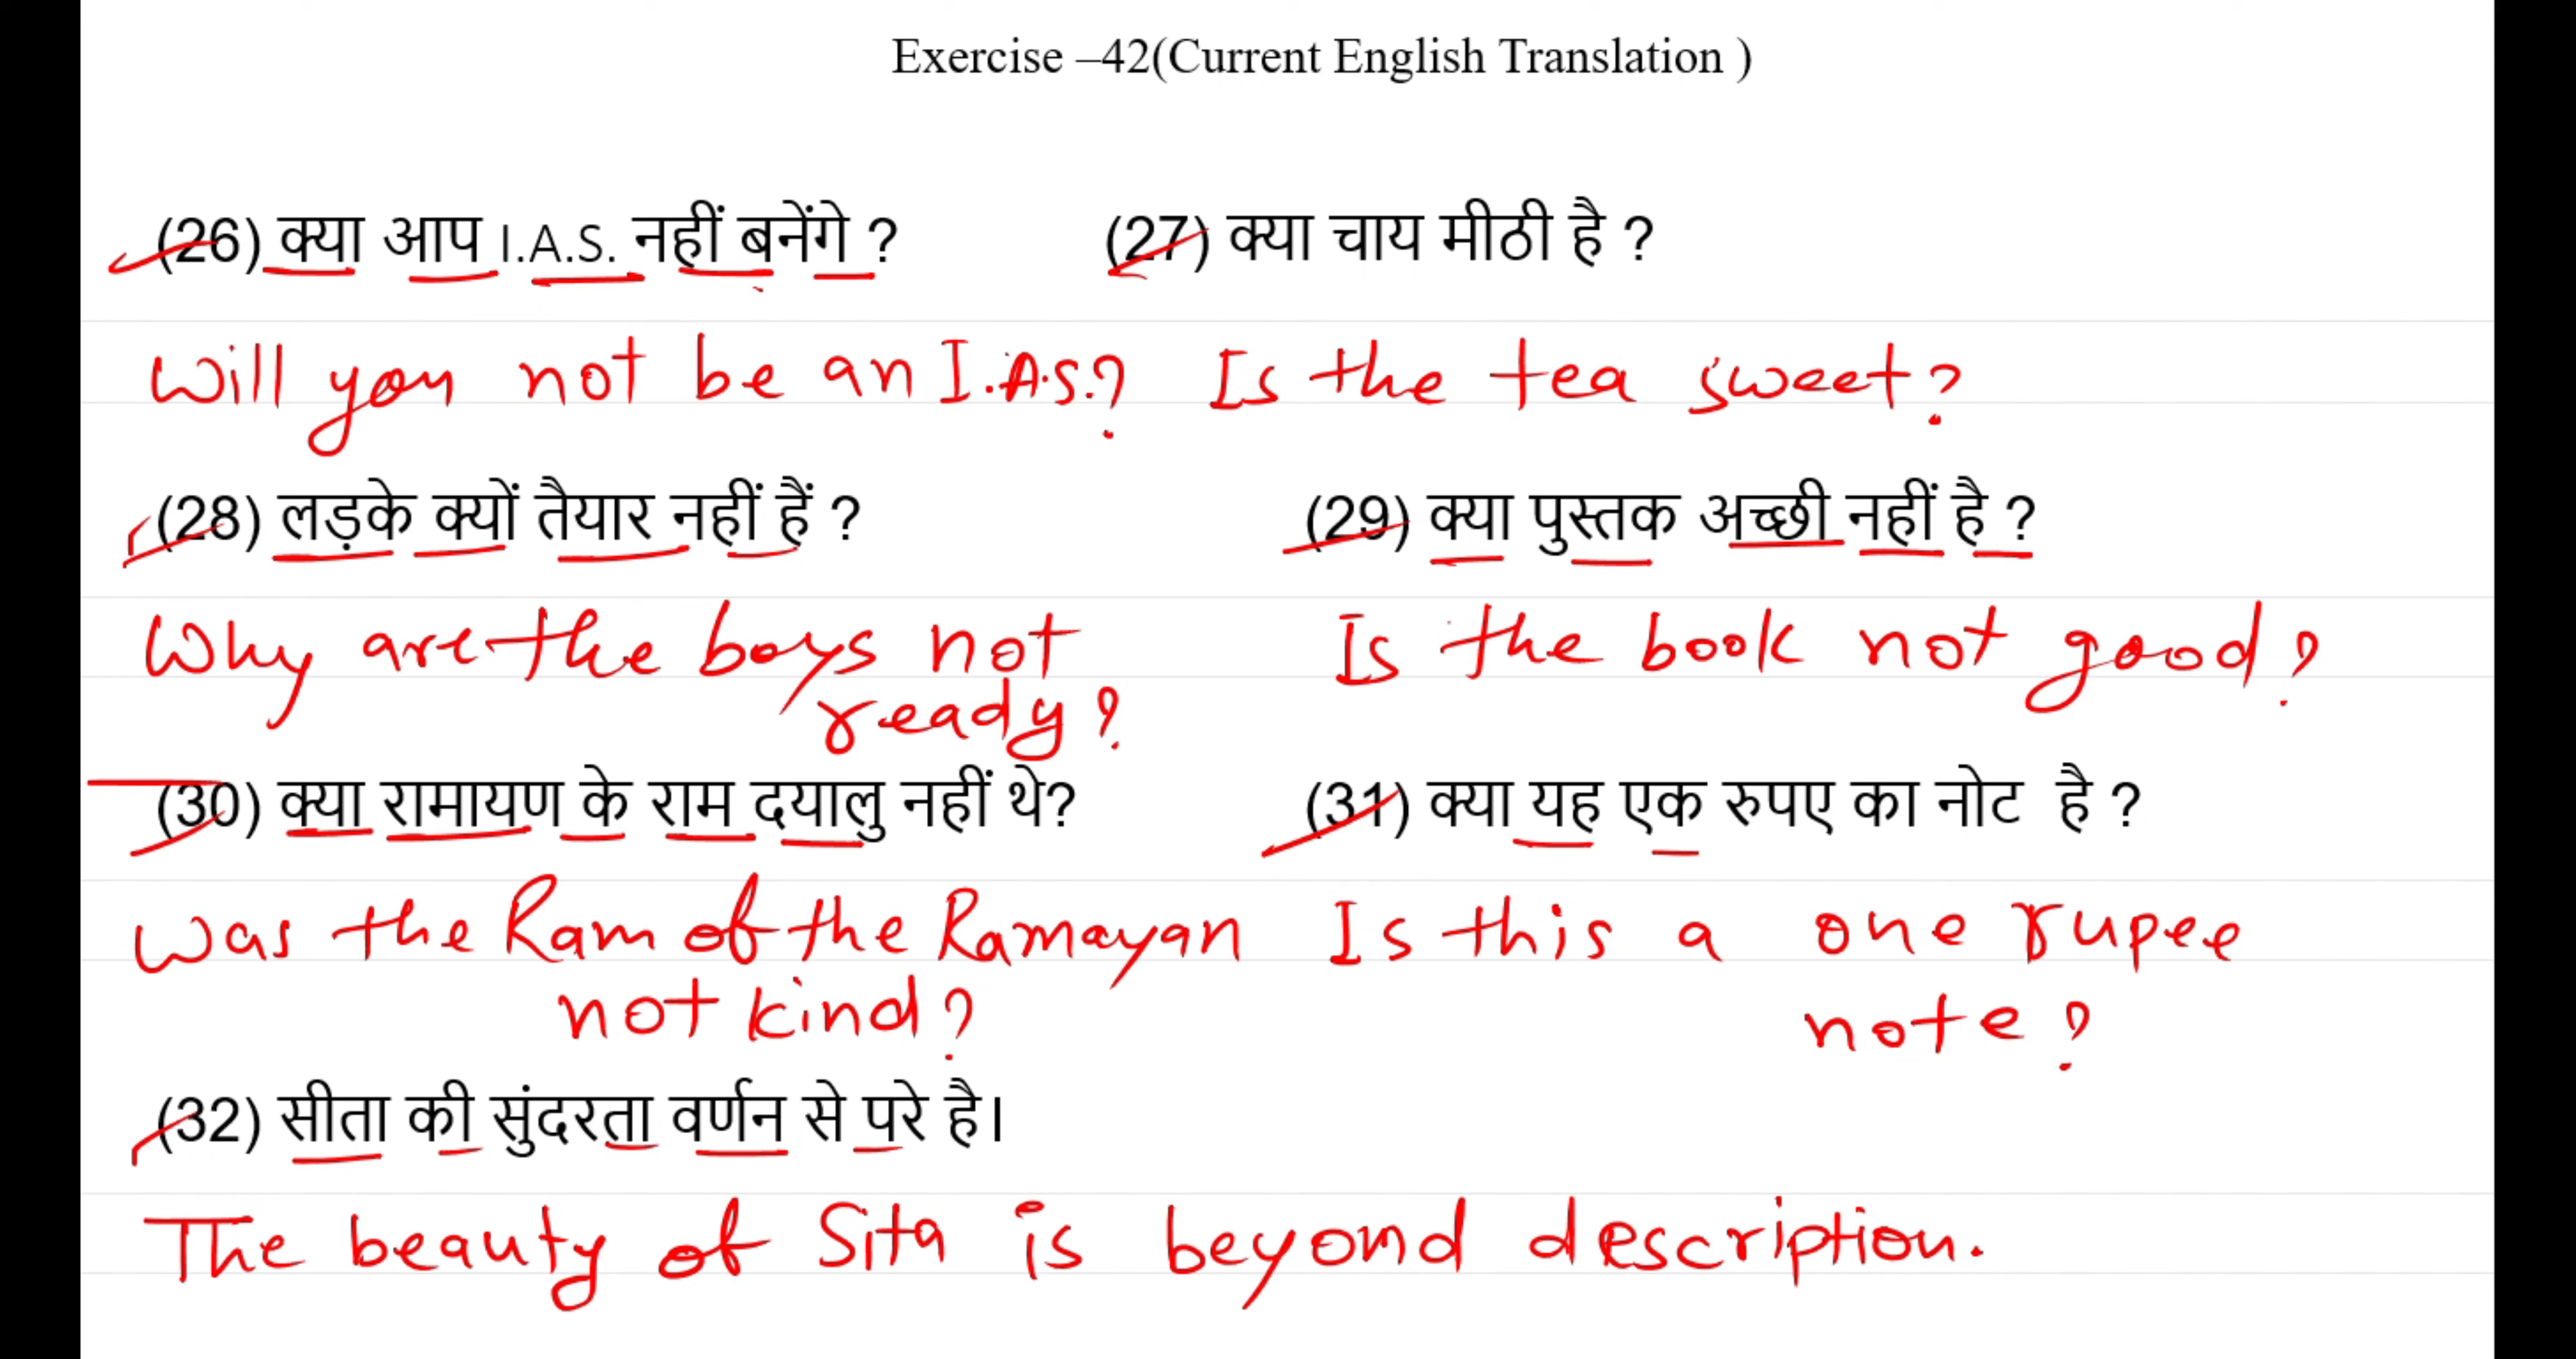 Exercise –42(Current English Translation )
(26) क्या आप I.A.S. नहीं बनेंगे ? (27) क्या चाय मीठी है ?
Will you not be an I.A.S.? Is the tea sweet?
(28) लड़के क्यों तैयार नहीं हैं ? (29) क्या पुस्तक अच्छी नहीं है ?
Why are the boys not Is the book not good?
ready?
(30) क्या रामायण के राम दयालु नहीं थे? (31) क्या यह एक रुपए का नोट है ?
Was the Ram of the Ramayan Is this a one rupee
not kind? note?
(32) सीता की सुंदरता वर्णन से परे है।
The beauty of Sita is beyond description.